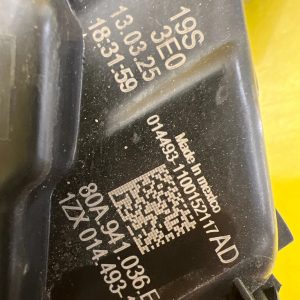 19S
3E0
13.03.25
18:31:59
Made in mexico
014493-1100152117AD
80A.941.036.E
1ZX 014.493-